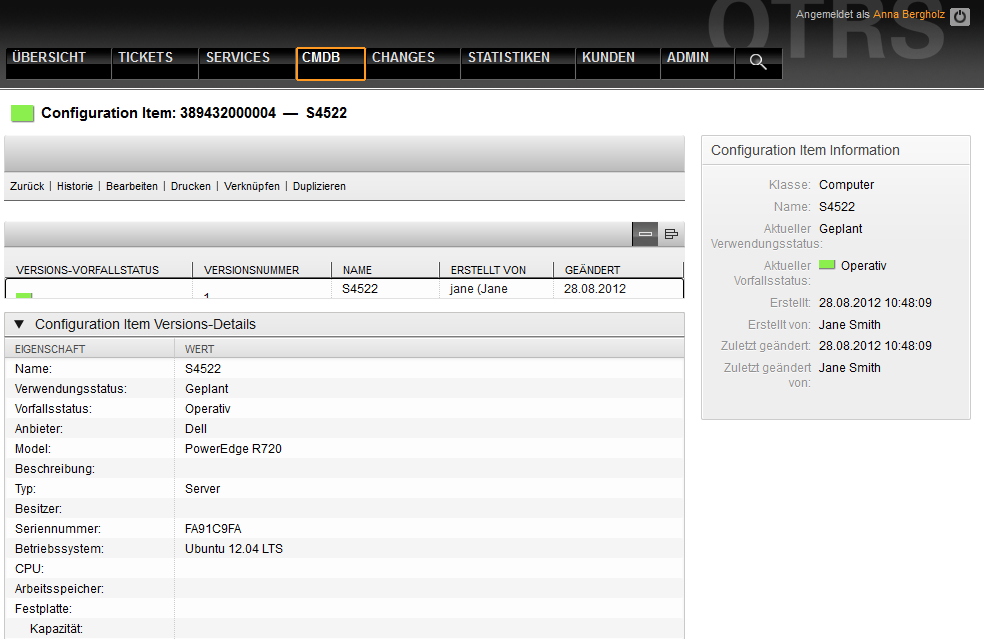 OTRS
Angemeldet als Anna Bergholz
ÜBERSICHT TICKETS SERVICES CMDB CHANGES STATISTIKEN KUNDEN ADMIN
Configuration Item: 389432000004 — S4522
Zurück | Historie | Bearbeiten | Drucken | Verknüpfen | Duplizieren
VERSIONS-VORFALLSTATUS VERSIONSNUMMER NAME ERSTELLT VON GEÄNDERT
1 S4522 jane (Jane 28.08.2012
Configuration Item Versions-Details
EIGENSCHAFT WERT
Name: S4522
Verwendungsstatus: Geplant
Vorfallsstatus: Operativ
Anbieter: Dell
Model: PowerEdge R720
Beschreibung:
Typ: Server
Besitzer:
Seriennummer: FA91C9FA
Betriebssystem: Ubuntu 12.04 LTS
CPU:
Arbeitsspeicher:
Festplatte:
Kapazität:
Configuration Item Information
Klasse: Computer
Name: S4522
Aktueller Geplant
Verwendungsstatus:
Aktueller Operativ
Vorfallsstatus:
Erstellt: 28.08.2012 10:48:09
Erstellt von: Jane Smith
Zuletzt geändert: 28.08.2012 10:48:09
Zuletzt geändert Jane Smith
von: